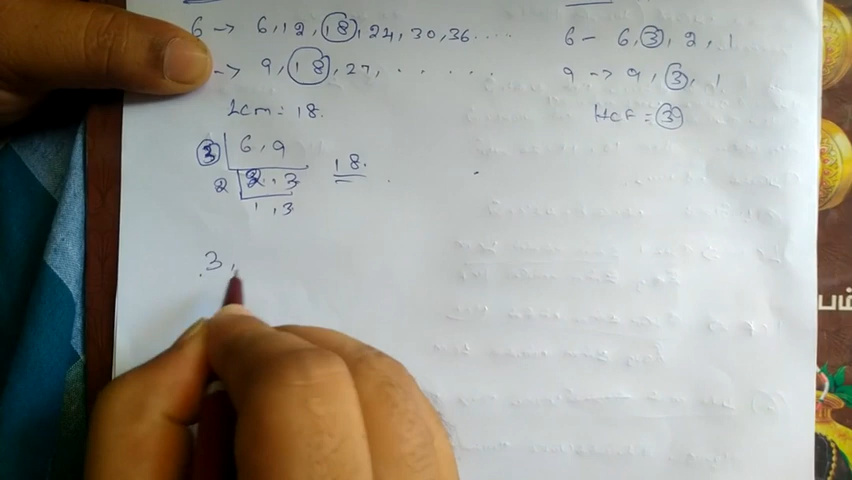 6 → 6, 12, 18, 24, 30, 36 ....
→ 9, 18, 27, . . . . . .
Lcm = 18.
3 | 6, 9
2 | 2, 3
1, 3
18.
3,
6 - 6, 3, 2, 1
9 → 9, 3, 1
HCF = 3